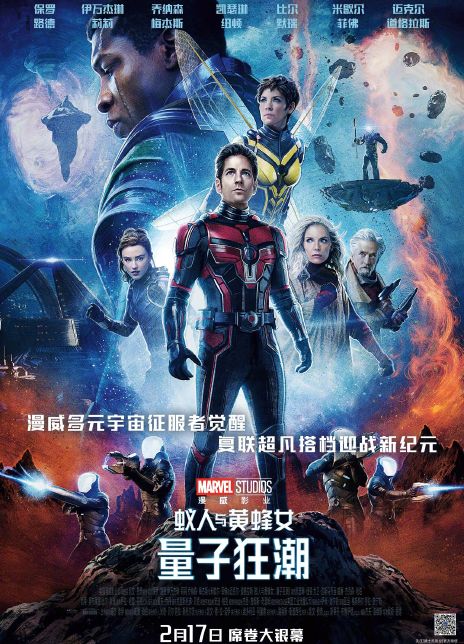 保罗 伊万杰琳 乔纳森 凯瑟琳 比尔 米歇尔 迈克尔
路德 莉莉 梅杰斯 纽顿 默瑞 菲佛 道格拉斯
漫威多元宇宙征服者觉醒
复联超凡搭档迎战新纪元
MARVEL STUDIOS
漫威影业
蚁人与黄蜂女
量子狂潮
2月17日 席卷大银幕